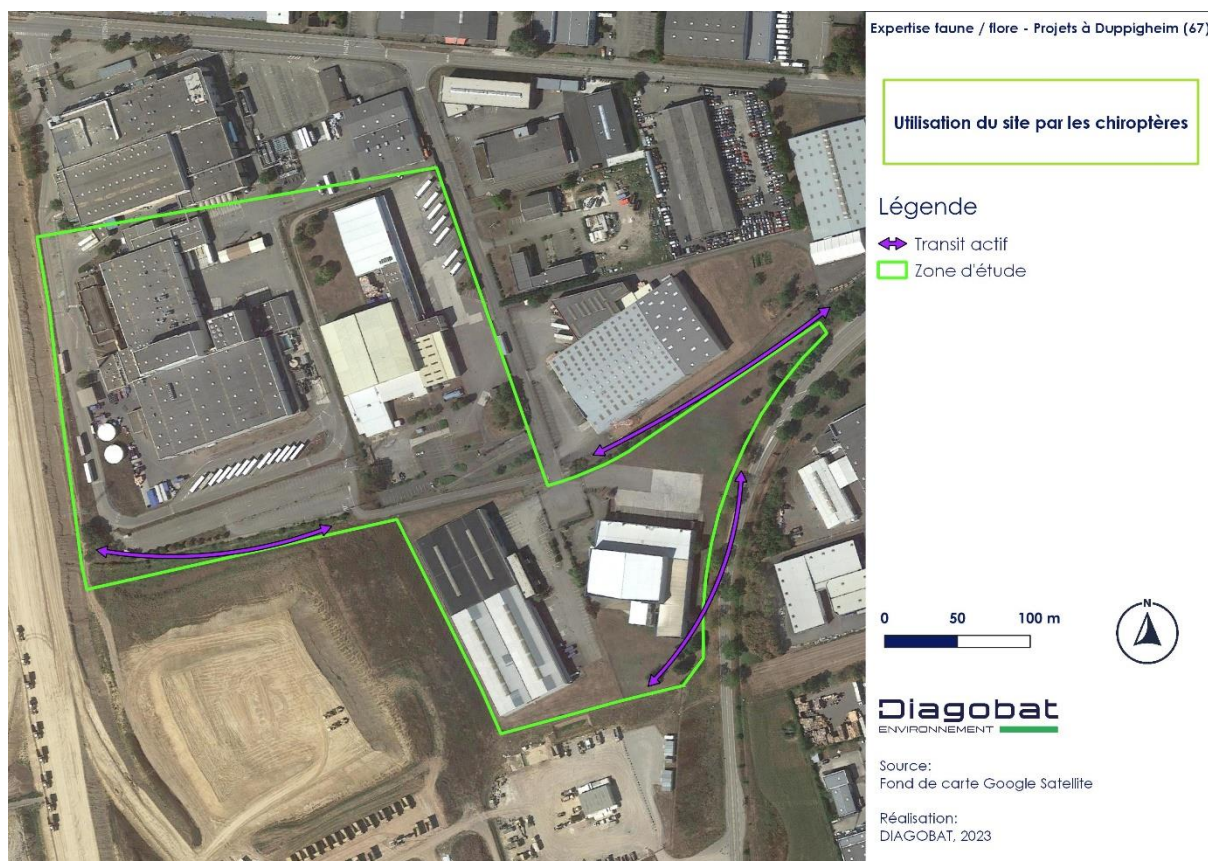 Expertise faune / flore - Projets à Duppigheim (67)
Utilisation du site par les chiroptères
Légende
Transit actif
Zone d'étude
0 50 100 m
N
Diagobat
ENVIRONNEMENT
Source:
Fond de carte Google Satellite
Réalisation:
DIAGOBAT, 2023